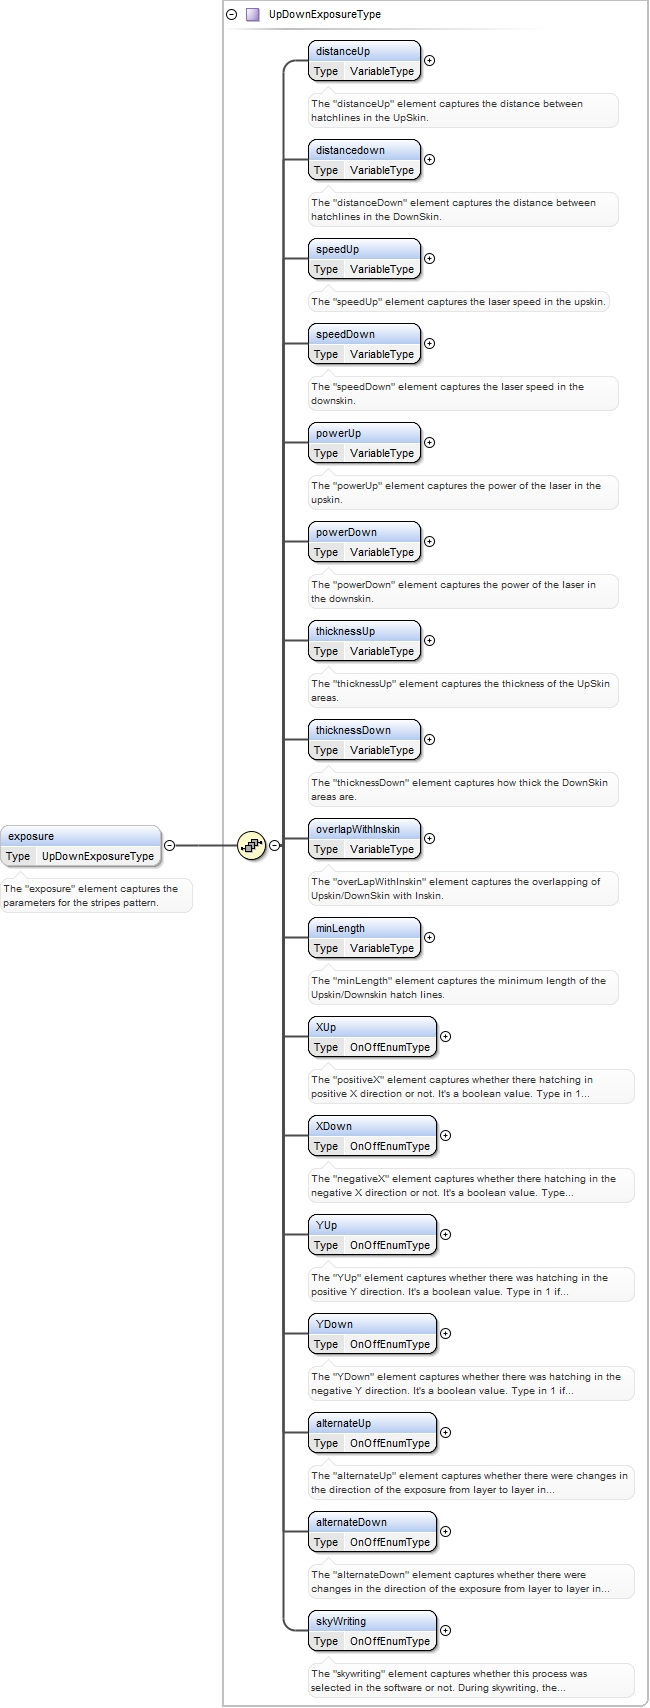 UpDownExposureType
distanceUp
Type VariableType
The "distanceUp" element captures the distance between
hatchlines in the UpSkin.
distancedown
Type VariableType
The "distanceDown" element captures the distance between
hatchlines in the DownSkin.
speedUp
Type VariableType
The "speedUp" element captures the laser speed in the upskin.
speedDown
Type VariableType
The "speedDown" element captures the laser speed in the
downskin.
powerUp
Type VariableType
The "powerUp" element captures the power of the laser in the
upskin.
powerDown
Type VariableType
The "powerDown" element captures the power of the laser in
the downskin.
thicknessUp
Type VariableType
The "thicknessUp" element captures the thickness of the UpSkin
areas.
thicknessDown
Type VariableType
The "thicknessDown" element captures how thick the DownSkin
areas are.
exposure
Type UpDownExposureType
The "exposure" element captures the
parameters for the stripes pattern.
overlapWithInskin
Type VariableType
The "overLapWithInskin" element captures the overlapping of
Upskin/DownSkin with Inskin.
minLength
Type VariableType
The "minLength" element captures the minimum length of the
Upskin/Downskin hatch lines.
XUp
Type OnOffEnumType
The "positiveX" element captures whether there hatching in
positive X direction or not. It's a boolean value. Type in 1...
XDown
Type OnOffEnumType
The "negativeX" element captures whether there hatching in the
negative X direction or not. It's a boolean value. Type...
YUp
Type OnOffEnumType
The "YUp" element captures whether there was hatching in the
positive Y direction. It's a boolean value. Type in 1 if...
YDown
Type OnOffEnumType
The "YDown" element captures whether there was hatching in the
negative Y direction. It's a boolean value. Type in 1 if...
alternateUp
Type OnOffEnumType
The "alternateUp" element captures whether there were changes in
the direction of the exposure from layer to layer in...
alternateDown
Type OnOffEnumType
The "alternateDown" element captures whether there were
changes in the direction of the exposure from layer to layer in...
skyWriting
Type OnOffEnumType
The "skywriting" element captures whether this process was
selected in the software or not. During skywriting, the...